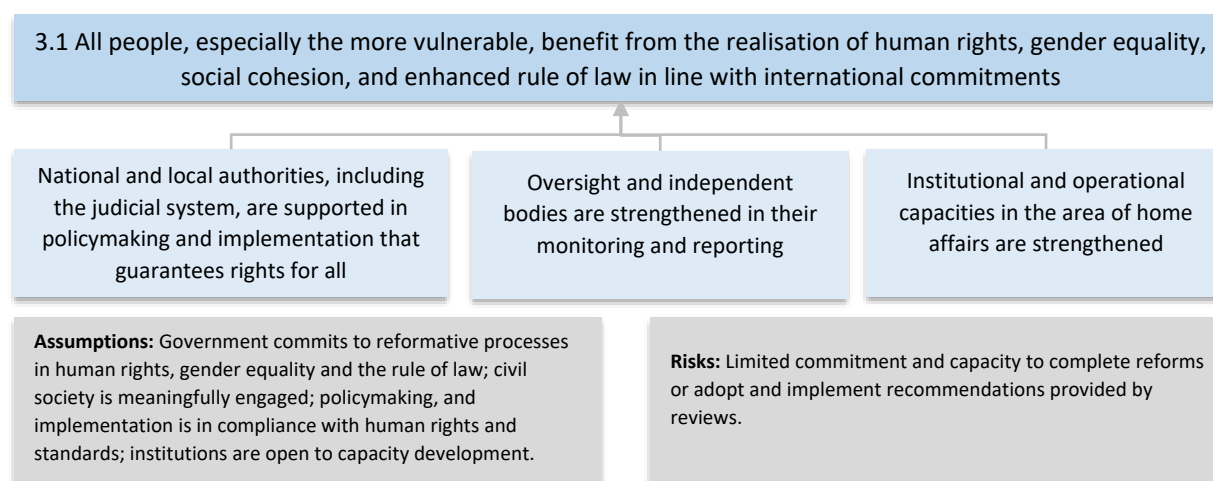 3.1 All people, especially the more vulnerable, benefit from the realisation of human rights, gender equality,
social cohesion, and enhanced rule of law in line with international commitments
National and local authorities, including
the judicial system, are supported in
policymaking and implementation that
guarantees rights for all
Oversight and independent
bodies are strengthened in their
monitoring and reporting
Institutional and operational
capacities in the area of home
affairs are strengthened
Assumptions: Government commits to reformative processes
in human rights, gender equality and the rule of law; civil
society is meaningfully engaged; policymaking, and
implementation is in compliance with human rights and
standards; institutions are open to capacity development.
Risks: Limited commitment and capacity to complete reforms
or adopt and implement recommendations provided by
reviews.